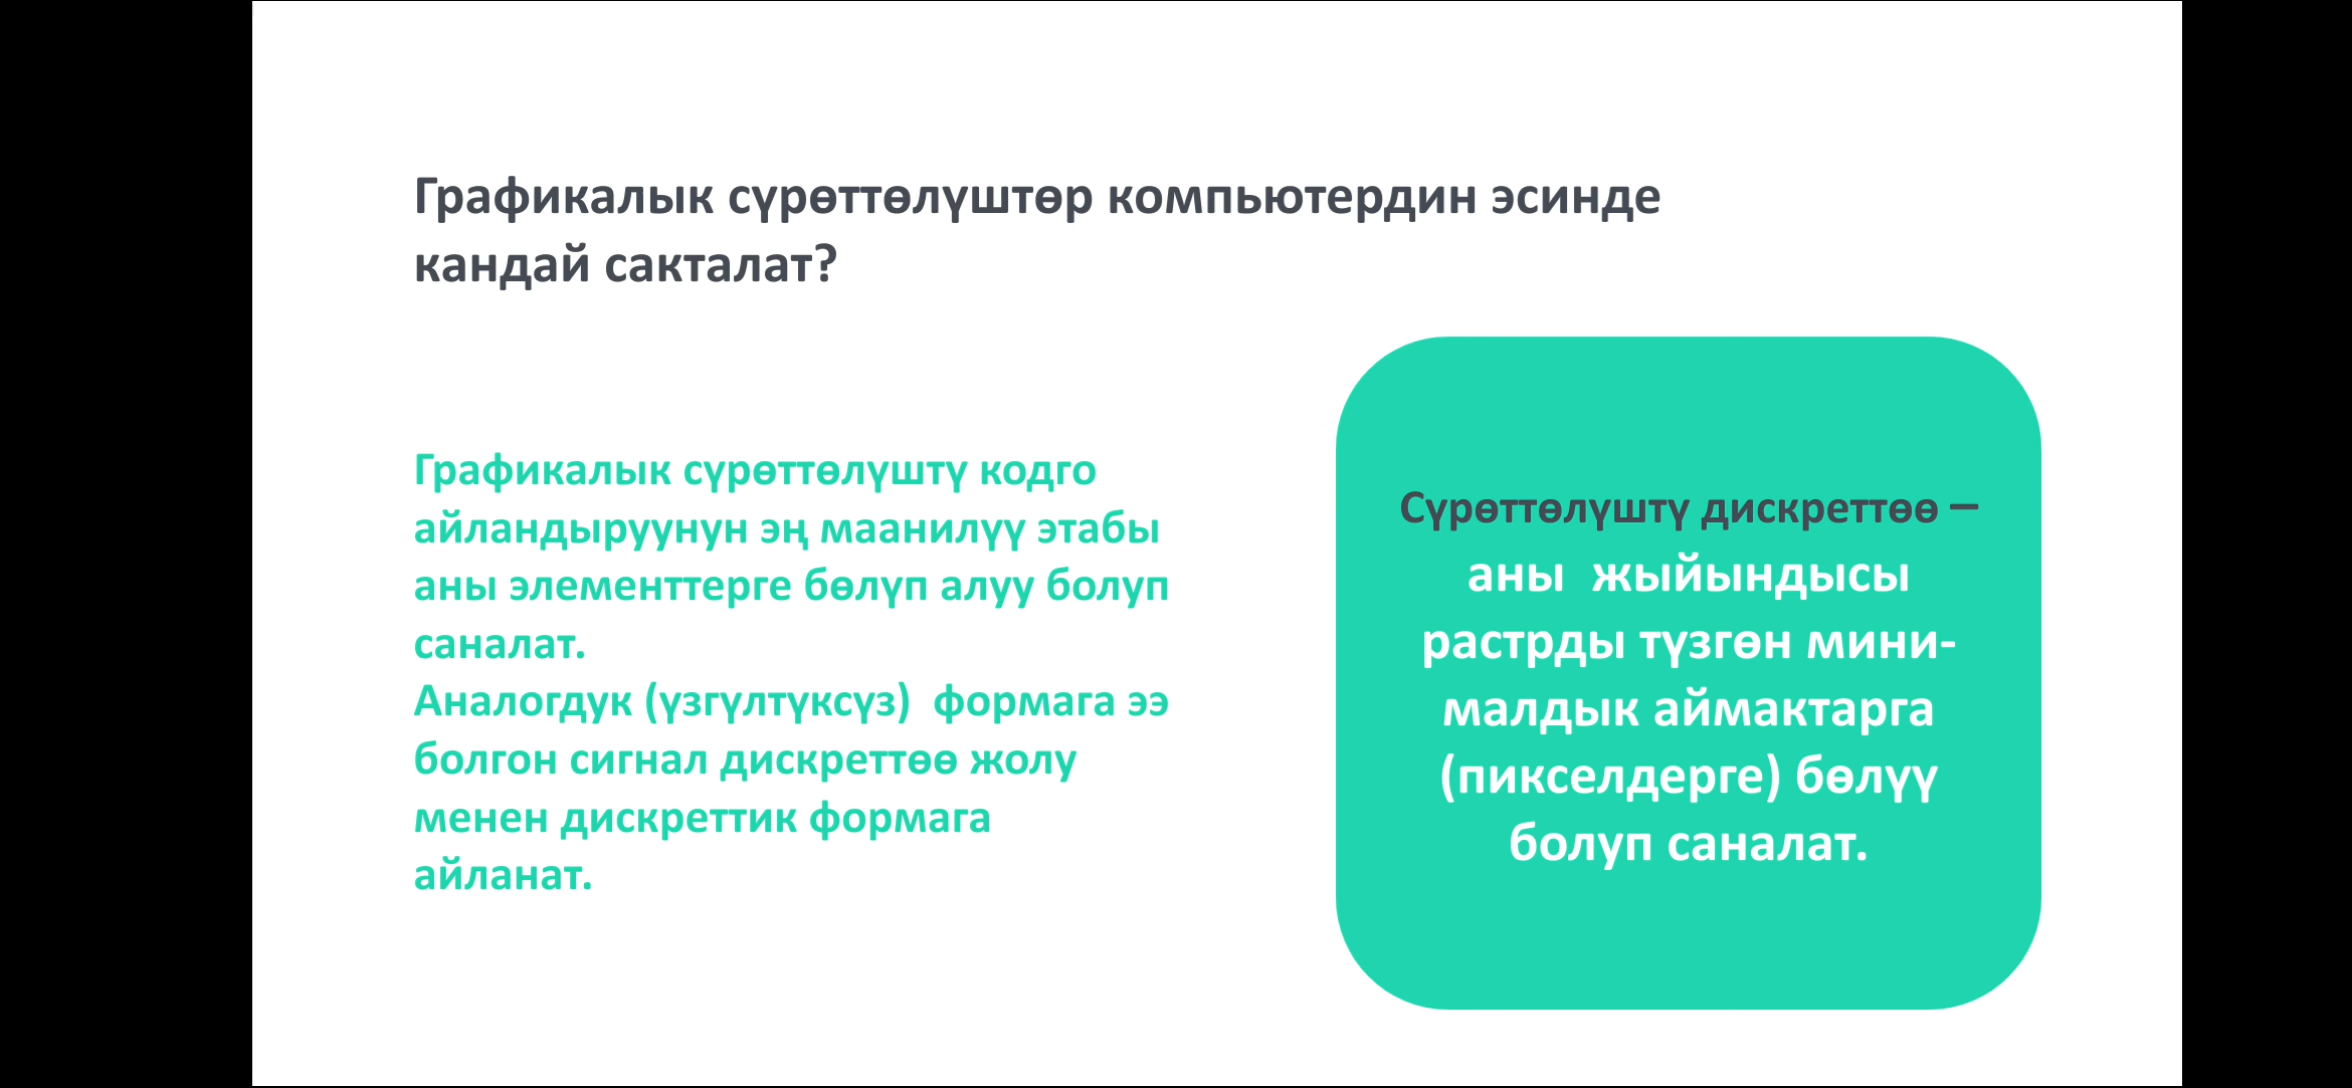 Графикалык сүрөттөлүштөр компьютердин эсинде
кандай сакталат?
Графикалык сүрөттөлүштү кодго
айландыруунун эң маанилүү этабы
аны элементтерге бөлүп алуу болуп
саналат.
Аналогдук (үзгүлтүксүз)  формага ээ
болгон сигнал дискреттөө жолу
менен дискреттик формага
айланат.
Сүрөттөлүштү дискреттөө —
аны  жыйындысы
растрды түзгөн мини-
малдык аймактарга
(пикселдерге) бөлүү
болуп саналат.